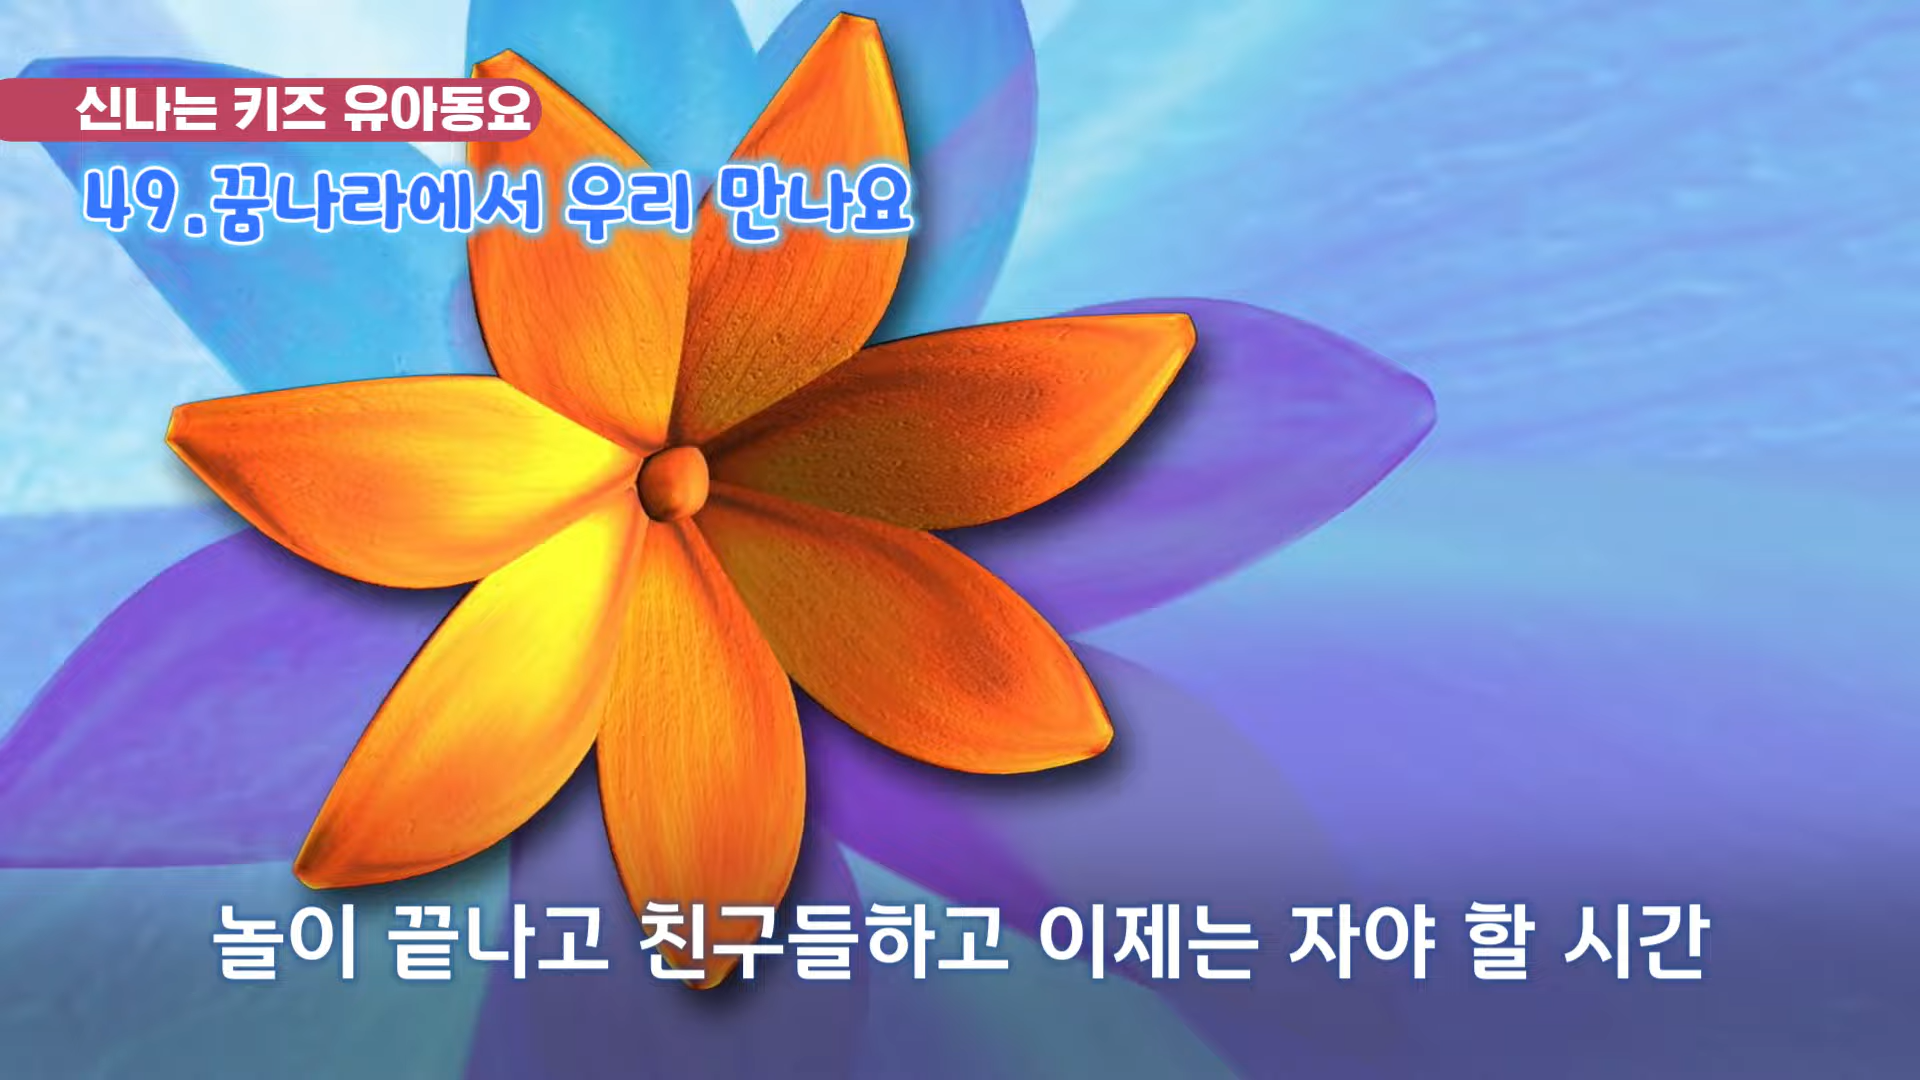 신나는 키즈 유아동요
49.꿈나라에서 우리 만나요
놀이 끝나고 친구들하고 이제는 자야 할 시간